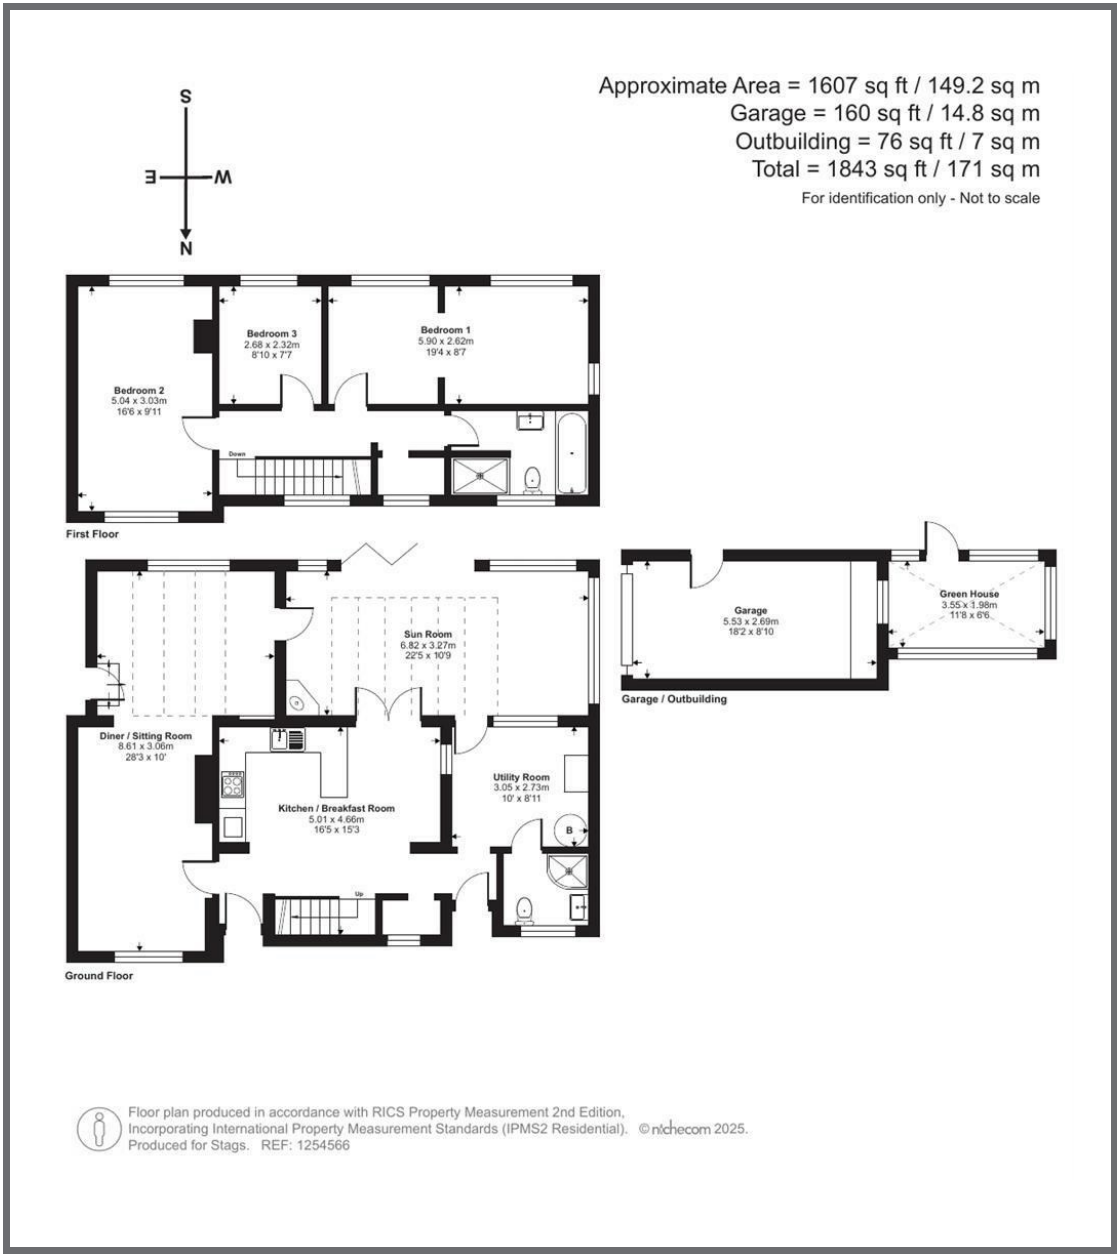 Approximate Area = 1607 sq ft / 149.2 sq m
Garage = 160 sq ft / 14.8 sq m
Outbuilding = 76 sq ft / 7 sq m
Total = 1843 sq ft / 171 sq m
For identification only - Not to scale
S
E
W
N
Bedroom 3
2.68 x 2.32m
8'10 x 7'7
Bedroom 1
5.90 x 2.62m
19'4 x 8'7
Bedroom 2
5.04 x 3.03m
16'6 x 9'11
Down
First Floor
Sun Room
6.82 x 3.27m
22'5 x 10'9
Diner / Sitting Room
8.61 x 3.06m
28'3 x 10'
Kitchen / Breakfast Room
5.01 x 4.66m
16'5 x 15'3
Utility Room
3.05 x 2.73m
10' x 8'11
B
Up
Ground Floor
Garage
5.53 x 2.69m
18'2 x 8'10
Green House
3.55 x 1.98m
11'8 x 6'6
Garage / Outbuilding
Floor plan produced in accordance with RICS Property Measurement 2nd Edition,
Incorporating International Property Measurement Standards (IPMS2 Residential). © nichecom 2025.
Produced for Stags. REF: 1254566